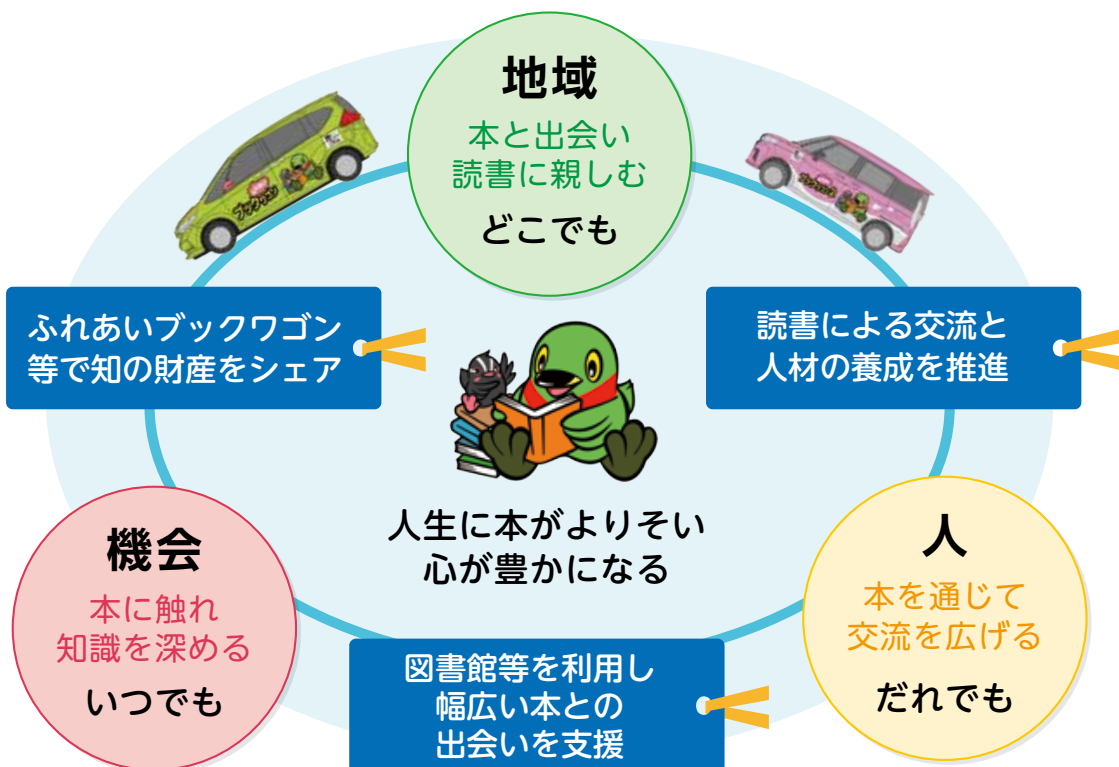 地域
本と出会い
読書に親しむ
どこでも
ブックワゴン
ふれあいブックワゴン
等で知の財産をシェア
読書による交流と
人材の養成を推進
人生に本がよりそい
心が豊かになる
機会
本に触れ
知識を深める
いつでも
人
本を通じて
交流を広げる
だれでも
図書館等を利用し
幅広い本との
出会いを支援